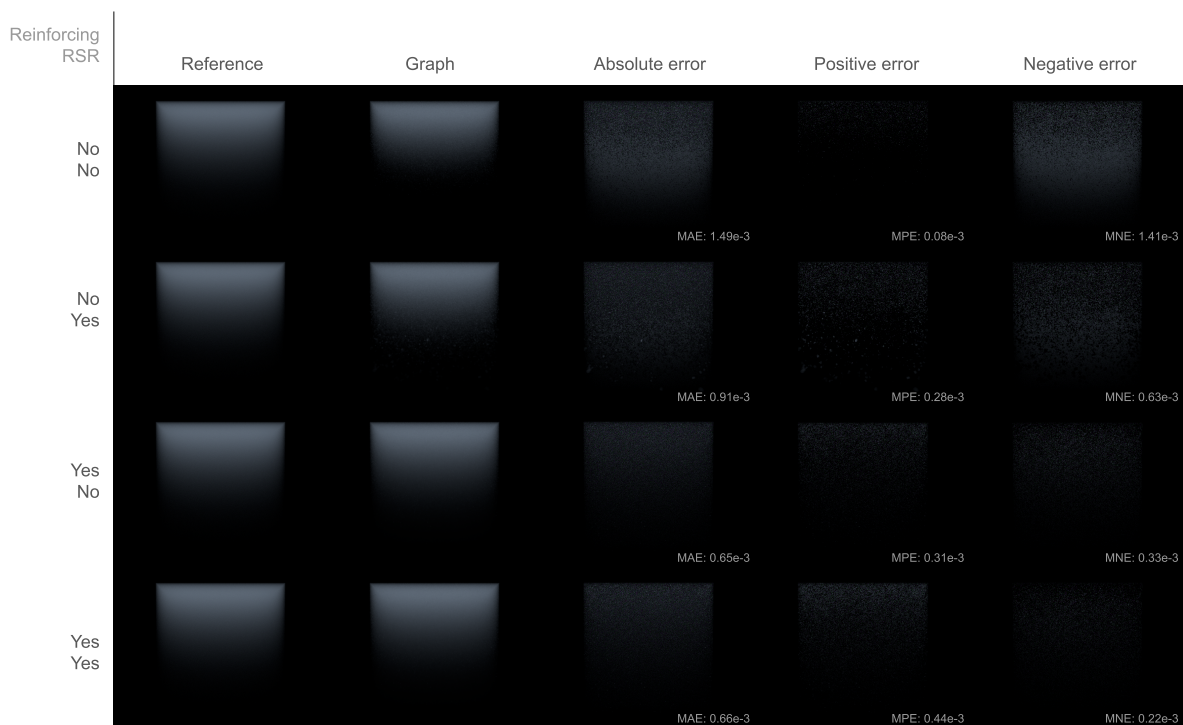 Reinforcing
RSR
Reference Graph Absolute error Positive error Negative error
No
No
MAE: 1.49e-3 MPE: 0.08e-3 MNE: 1.41e-3
No
Yes
MAE: 0.91e-3 MPE: 0.28e-3 MNE: 0.63e-3
Yes
No
MAE: 0.65e-3 MPE: 0.31e-3 MNE: 0.33e-3
Yes
Yes
MAE: 0.66e-3 MPE: 0.44e-3 MNE: 0.22e-3